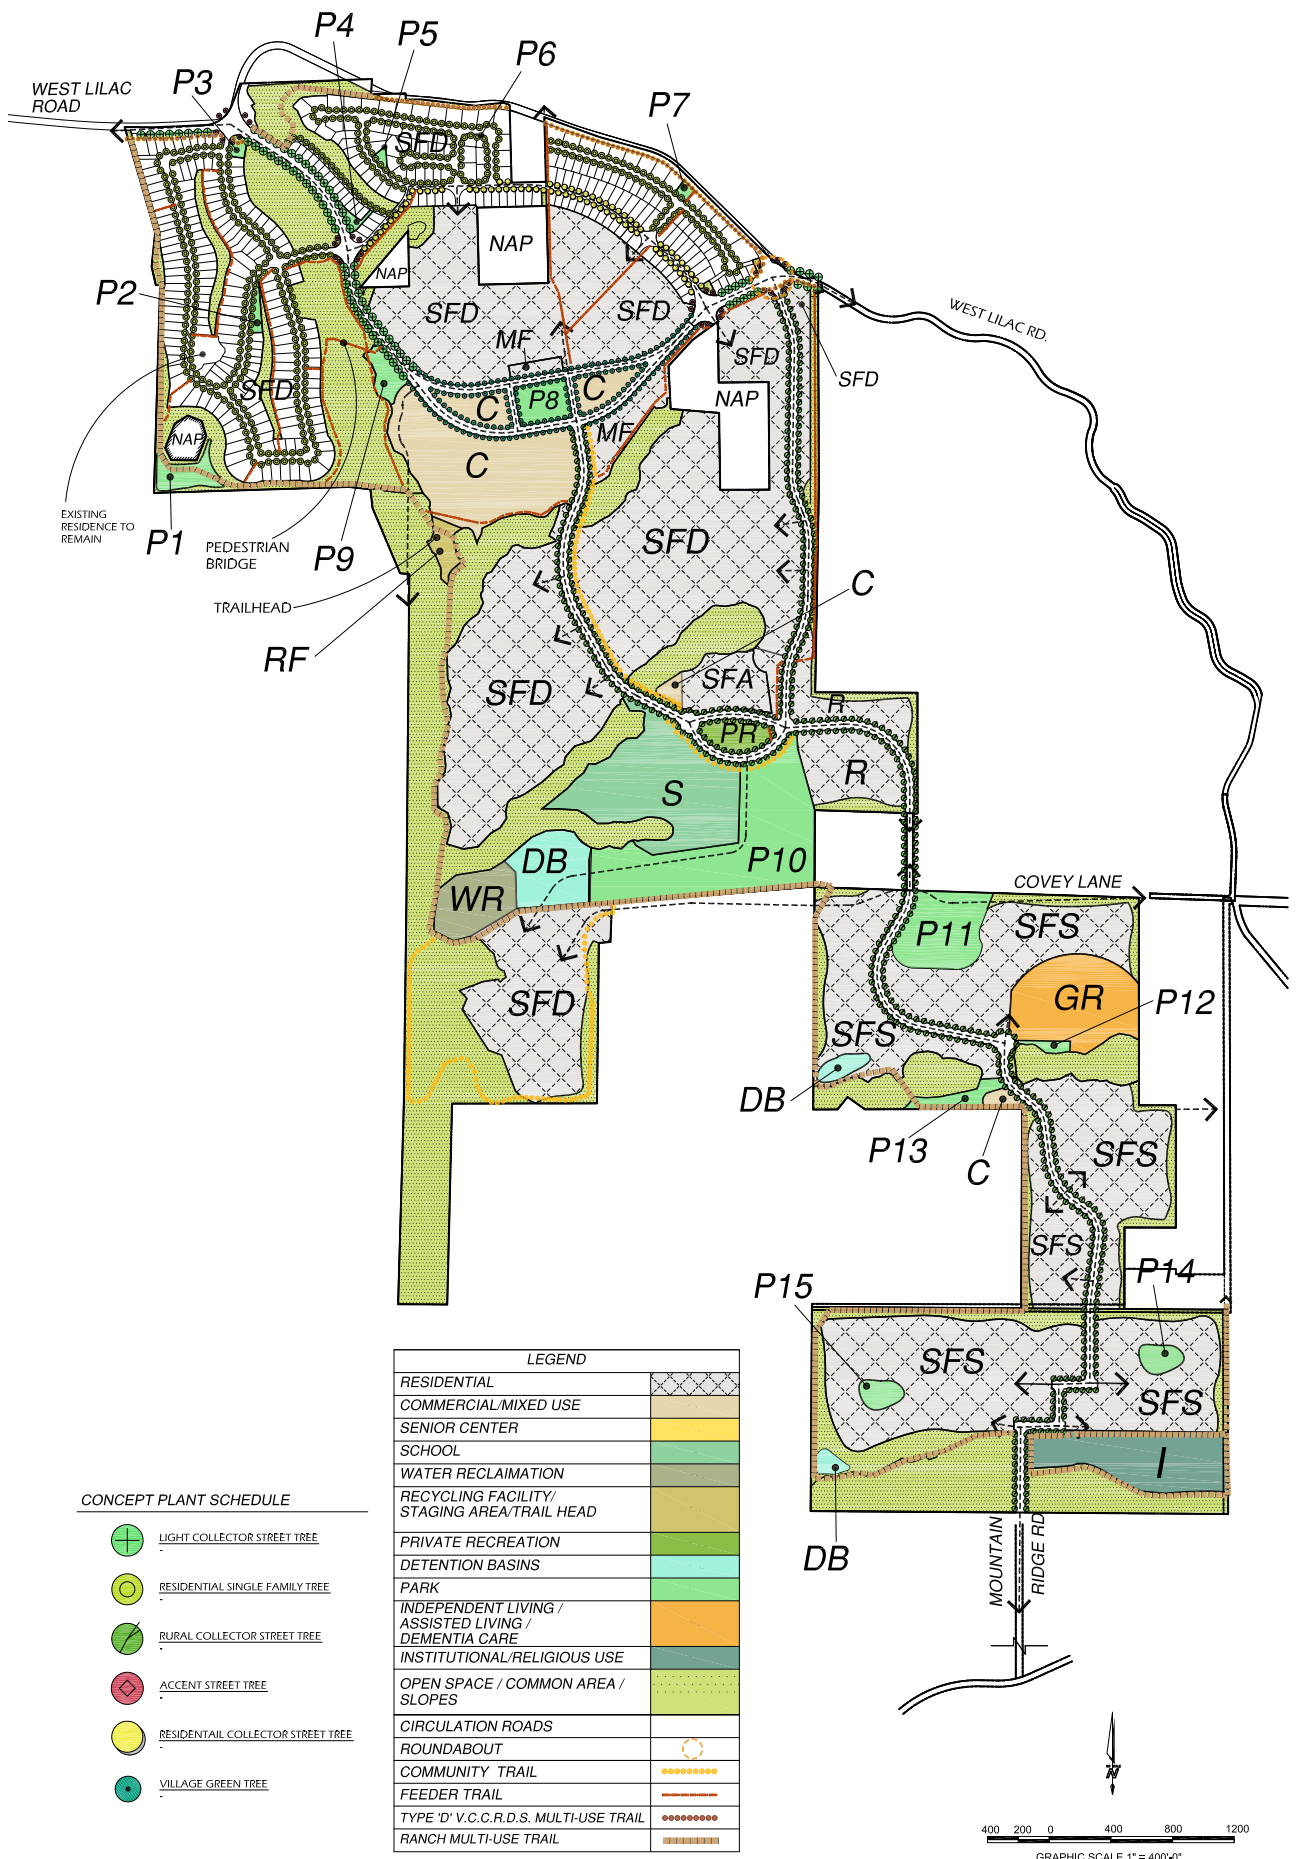 P4
P5
P6
P3
P7
WEST LILAC
ROAD
SFD
NAP
NAP
P2
SFD
SFD
MF
SFD
SFD
WEST LILAC RD.
SFD
NAP
C
P8
C
MF
C
NAP
EXISTING
RESIDENCE TO
REMAIN
P1
PEDESTRIAN
BRIDGE
P9
SFD
C
TRAILHEAD
RF
SFD
SFA
R
PR
R
S
DB
P10
WR
COVEY LANE
P11
SFS
SFD
GR
P12
SFS
DB
P13
C
SFS
SFS
P15
P14
SFS
SFS
I
DB
MOUNTAIN
RIDGE RD
LEGEND
RESIDENTIAL
COMMERCIAL/MIXED USE
SENIOR CENTER
SCHOOL
WATER RECLAIMATION
RECYCLING FACILITY/
STAGING AREA/TRAIL HEAD
PRIVATE RECREATION
DETENTION BASINS
PARK
INDEPENDENT LIVING /
ASSISTED LIVING /
DEMENTIA CARE
INSTITUTIONAL/RELIGIOUS USE
OPEN SPACE / COMMON AREA /
SLOPES
CIRCULATION ROADS
ROUNDABOUT
COMMUNITY TRAIL
FEEDER TRAIL
TYPE 'D' V.C.C.R.D.S. MULTI-USE TRAIL
RANCH MULTI-USE TRAIL
CONCEPT PLANT SCHEDULE
LIGHT COLLECTOR STREET TREE
-
RESIDENTIAL SINGLE FAMILY TREE
-
RURAL COLLECTOR STREET TREE
-
ACCENT STREET TREE
-
RESIDENTAIL COLLECTOR STREET TREE
-
VILLAGE GREEN TREE
-
N
400 200 0 400 800 1200
GRAPHIC SCALE 1" = 400'-0"